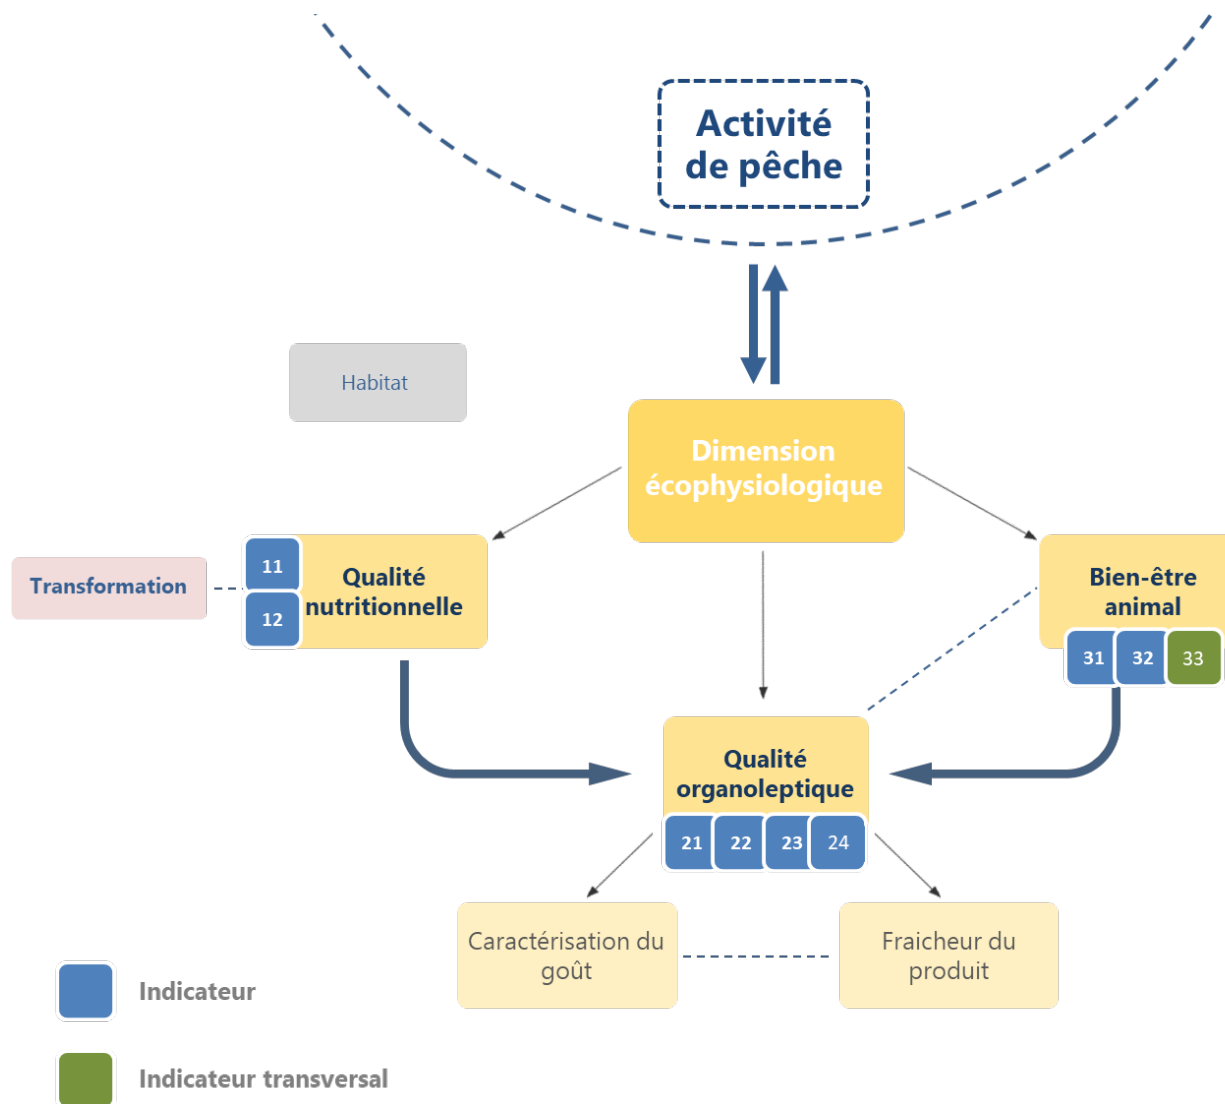 Activité
de pêche
Habitat
Dimension
écophysiologique
Transformation
11
12
Qualité
nutritionnelle
Bien-être
animal
31
32
33
Qualité
organoleptique
21
22
23
24
Caractérisation du
goût
Fraicheur du
produit
Indicateur
Indicateur transversal